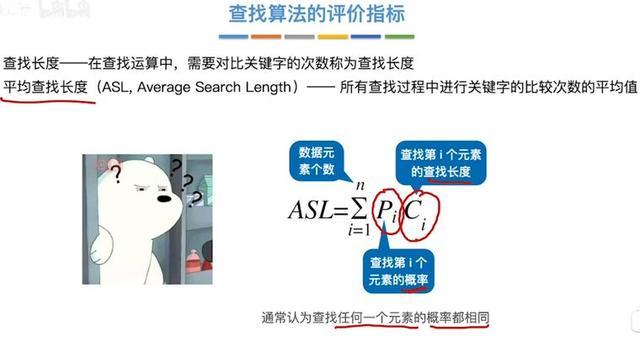 查找算法的评价指标
查找长度——在查找运算中，需要对比关键字的次数称为查找长度
平均查找长度（ASL, Average Search Length）—— 所有查找过程中进行关键字的比较次数的平均值
数据元
素个数
查找第 i 个元素
的查找长度
? ? ? ?
n
ASL=∑ Pi Ci
i=1
查找第 i 个
元素的概率
通常认为查找任何一个元素的概率都相同